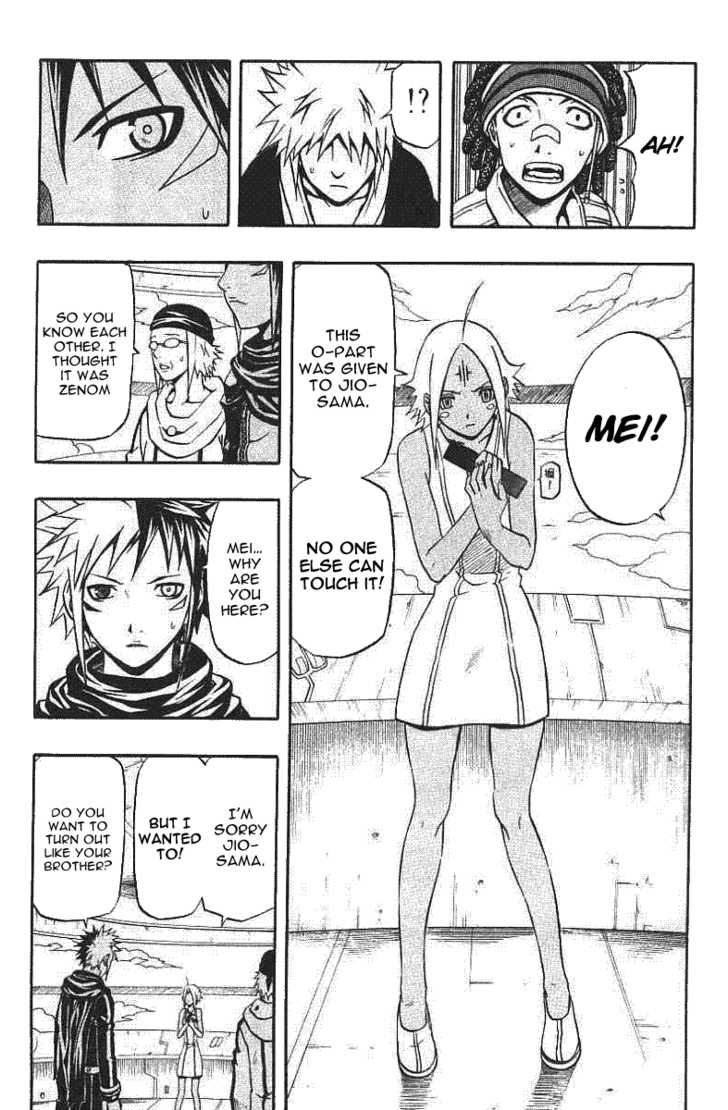 AH!
!?
MEI!
THIS
O-PART
WAS GIVEN
TO JIO-
SAMA.
NO ONE
ELSE CAN
TOUCH IT!
SO YOU
KNOW EACH
OTHER. I
THOUGHT
IT WAS
ZENOM
MEI...
WHY
ARE
YOU
HERE?
I'M
SORRY
JIO-
SAMA.
BUT I
WANTED
TO!
DO YOU
WANT TO
TURN OUT
LIKE YOUR
BROTHER?